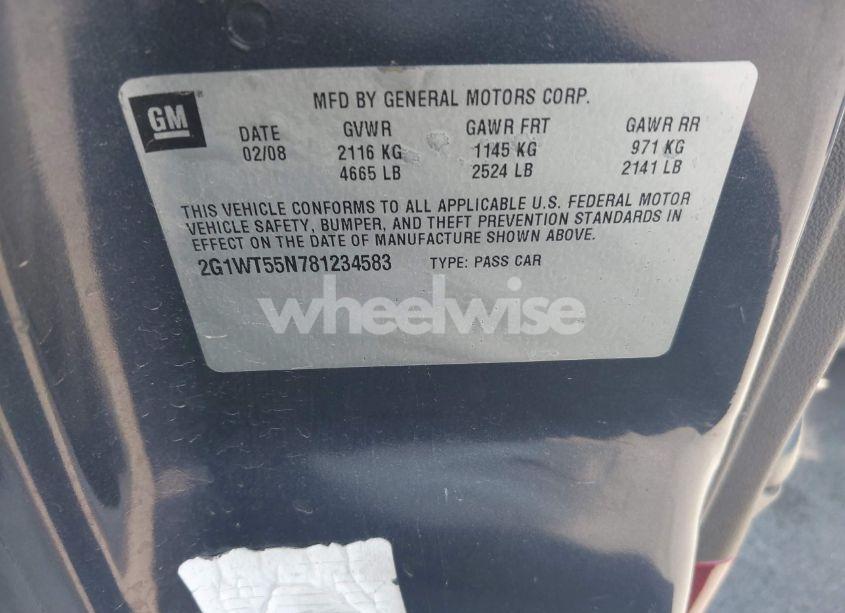 GM
MFD BY GENERAL MOTORS CORP.
DATE GVWR GAWR FRT GAWR RR
02/08 2116 KG 1145 KG 971 KG
4665 LB 2524 LB 2141 LB
THIS VEHICLE CONFORMS TO ALL APPLICABLE U.S. FEDERAL MOTOR
VEHICLE SAFETY, BUMPER, AND THEFT PREVENTION STANDARDS IN
EFFECT ON THE DATE OF MANUFACTURE SHOWN ABOVE.
2G1WT55N781234583 TYPE: PASS CAR
wheelwise